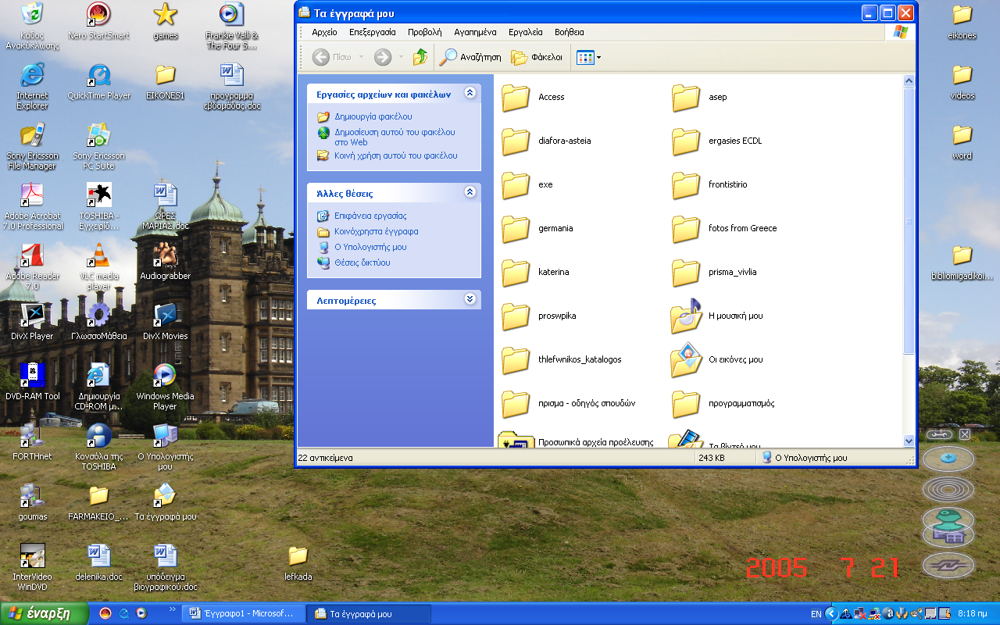 Κάδος
Ανακύκλωσης
Nero StartSmart
games
Frankie Valli &
The Four S...
Internet
Explorer
QuickTime Player
EIKONES1
προγραμμα
εβδομάδας.doc
Sony Ericsson
File Manager
Sony Ericsson
PC Suite
Adobe Acrobat
7.0 Professional
TOSHIBA -
Εγχειρίδ...
ΩΡΕΣ
ΜΑΡΙΑΣ.doc
Adobe Reader
7.0
VLC media
player
Audiograbber
DivX Player
ΓλωσσοΜάθεια
DivX Movies
DVD-RAM Tool
Δημιουργία
CD-ROM μ...
Windows Media
Player
FORTHnet
Κονσόλα της
TOSHIBA
Ο Υπολογιστής
μου
goumas
FARMAKEIO_...
Τα έγγραφά μου
InterVideo
WinDVD
delenika.doc
υπόδειγμα
βιογραφικού.doc
lefkada
Τα έγγραφά μου
Αρχείο Επεξεργασία Προβολή Αγαπημένα Εργαλεία Βοήθεια
Πίσω Αναζήτηση Φάκελοι
Εργασίες αρχείων και φακέλων
Δημιουργία φακέλου
Δημοσίευση αυτού του φακέλου
στο Web
Κοινή χρήση αυτού του φακέλου
Άλλες θέσεις
Επιφάνεια εργασίας
Κοινόχρηστα έγγραφα
Ο Υπολογιστής μου
Θέσεις δικτύου
Λεπτομέρειες
Access
asep
diafora-asteia
ergasies ECDL
exe
frontistirio
germania
fotos from Greece
katerina
prisma_vivlia
proswpika
Η μουσική μου
thlefwnikos_katalogos
Οι εικόνες μου
πρισμα - οδηγός σπουδών
προγραμματισμός
Προσωπικά αρχεία προέλευσης
Τα βίντεό μου
22 αντικείμενα
243 KB
Ο Υπολογιστής μου
eikones
videos
word
bibliomigadikoi...
2005 7 21
έναρξη
Έγγραφο1 - Microsof...
Τα έγγραφά μου
EN
8:18 πμ